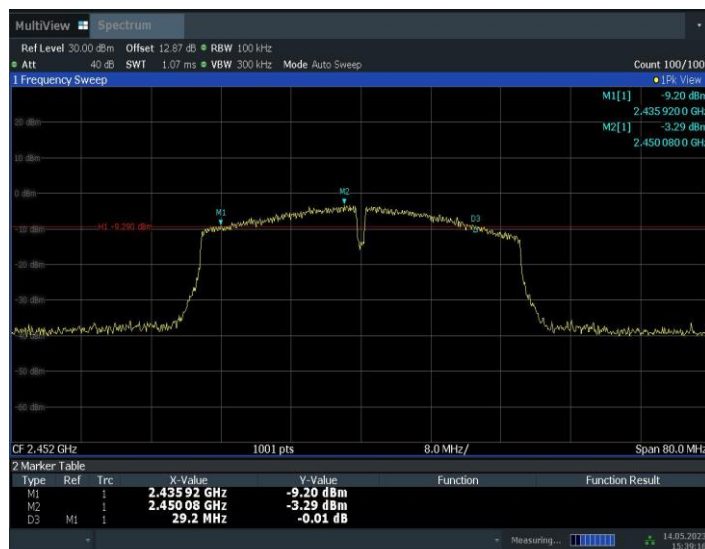 MultiView Spectrum
Ref Level 30.00 dBm Offset 12.87 dB RBW 100 kHz
Att 40 dB SWT 1.07 ms VBW 300 kHz Mode Auto Sweep Count 100/100
1 Frequency Sweep 1Pk View
M1[1] -9.20 dBm
2.435 920 0 GHz
M2[1] -3.29 dBm
2.450 080 0 GHz
20 dBm
10 dBm
0 dBm
M2
M1
D3
-10 dBm
H1 -9.290 dBm
-20 dBm
-30 dBm
-40 dBm
-50 dBm
-60 dBm
CF 2.452 GHz 1001 pts 8.0 MHz/ Span 80.0 MHz
2 Marker Table
Type Ref Trc X-Value Y-Value Function Function Result
M1 1 2.435 92 GHz -9.20 dBm
M2 1 2.450 08 GHz -3.29 dBm
D3 M1 1 29.2 MHz -0.01 dB
Measuring... 14.05.2023
15:39:16